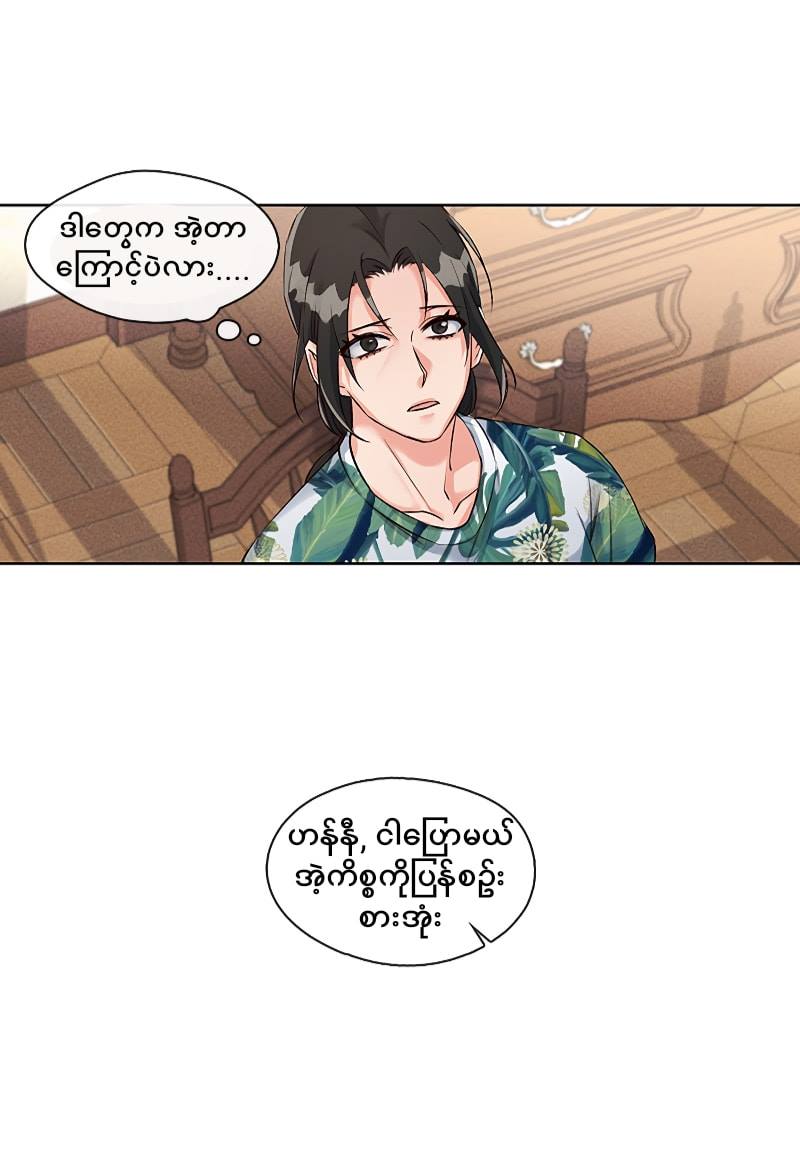 ဒါတွေက အဲ့တာ
ကြောင့်ပဲလား....
ဟန်နီ, ငါပြောမယ်
အဲ့ကိစ္စကိုပြန်စဥ်း
စားအုံး